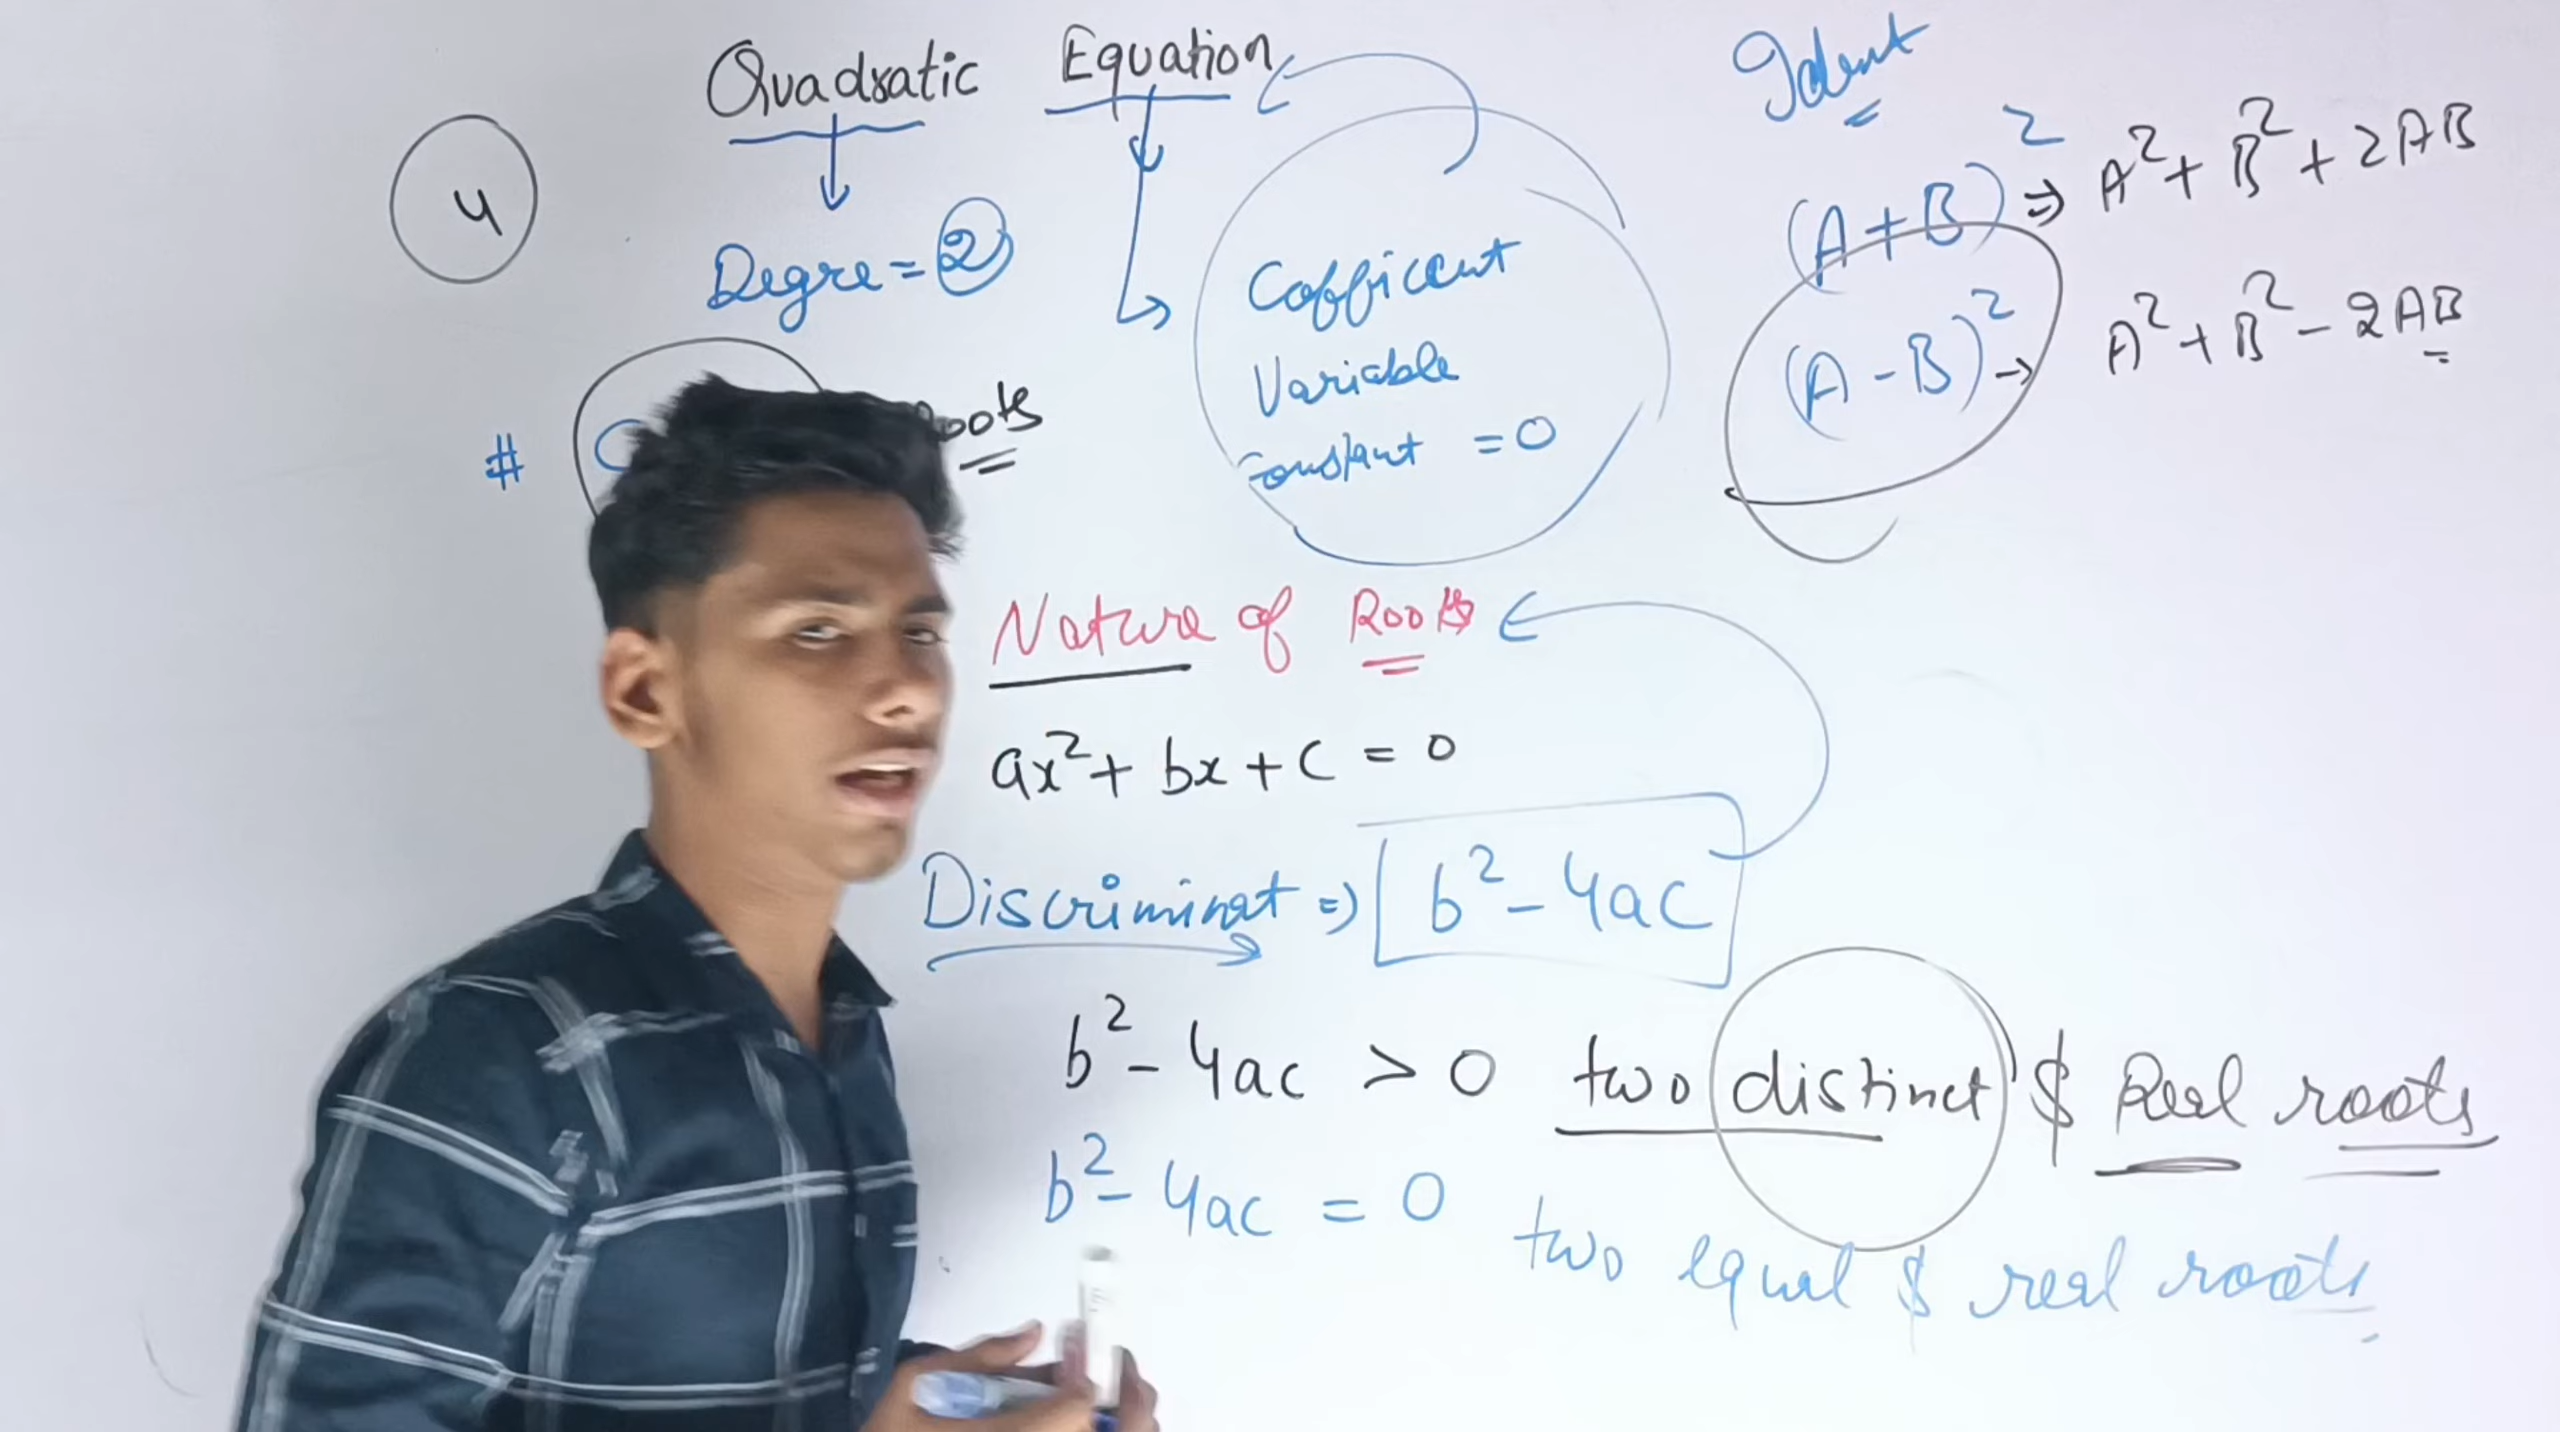 Quadratic Equation
4
Degre = 2
Cofficent
Variable
Constant = 0
Ident
(A+B)² ⇒ A² + B² + 2AB
(A-B)² → A² + B² - 2AB
#
Nature of Roots
ax² + bx + c = 0
Discriminat ⇒ b² - 4ac
b² - 4ac > 0 two distinct $ Real roots
b² - 4ac = 0 two equal $ real roots